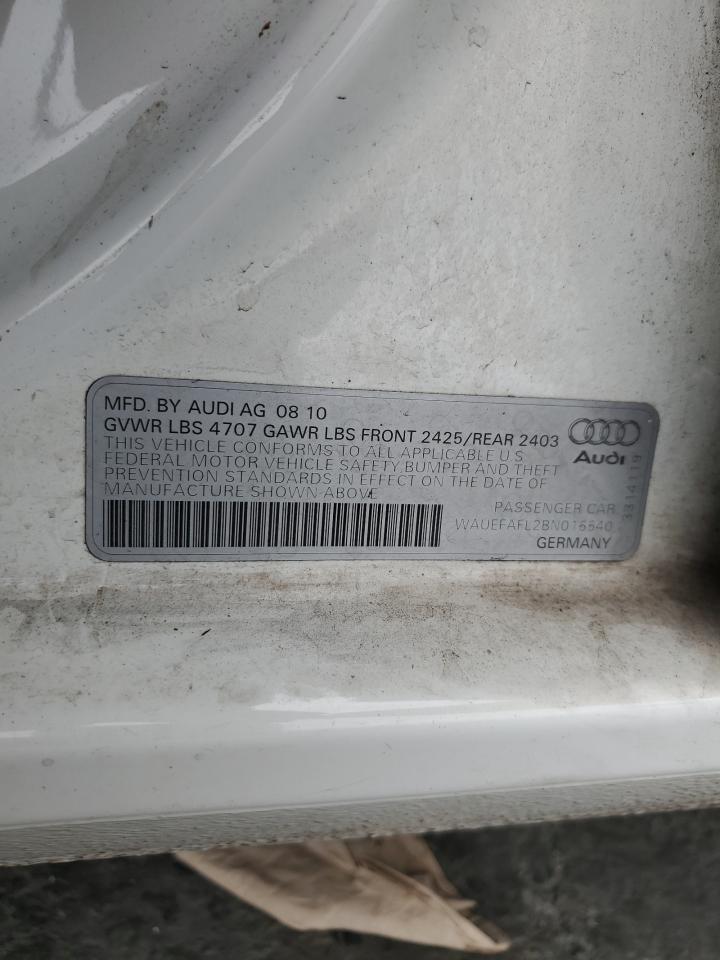 MFD. BY AUDI AG 08 10
GVWR LBS 4707 GAWR LBS FRONT 2425/REAR 2403
THIS VEHICLE CONFORMS TO ALL APPLICABLE U.S.
FEDERAL MOTOR VEHICLE SAFETY, BUMPER AND THEFT
PREVENTION STANDARDS IN EFFECT ON THE DATE OF
MANUFACTURE SHOWN ABOVE
Audi
3314119
PASSENGER CAR
WAUEFAFL2BN016540
GERMANY